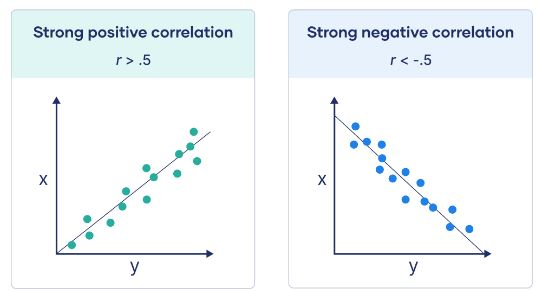 Strong positive correlation
r > .5
x
y
Strong negative correlation
r < -.5
x
y